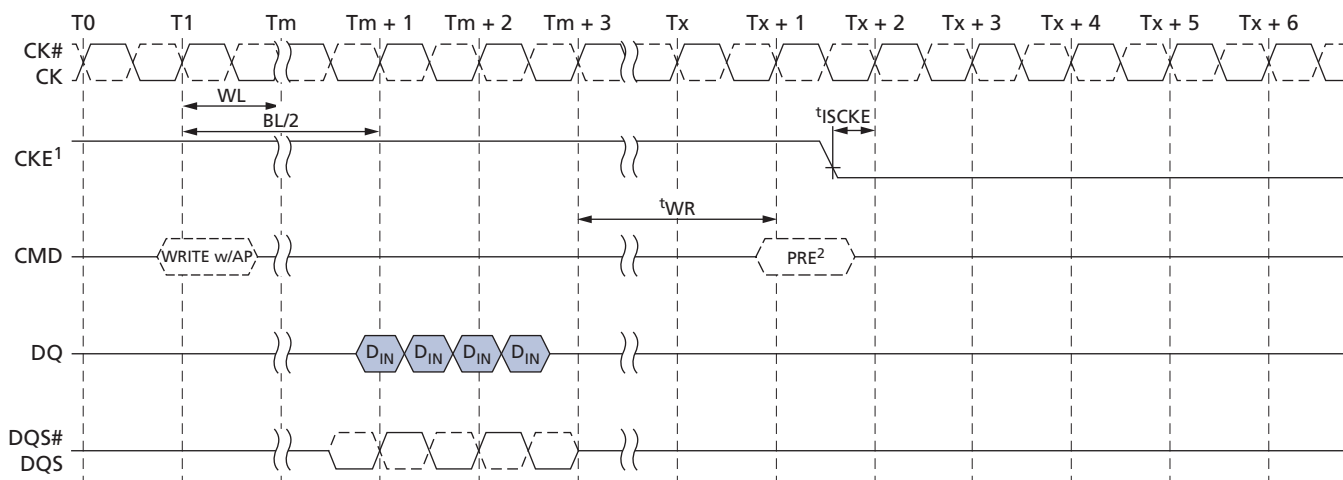 T0 T1 Tm Tm + 1 Tm + 2 Tm + 3 Tx Tx + 1 Tx + 2 Tx + 3 Tx + 4 Tx + 5 Tx + 6
CK#
CK
WL
BL/2
tISCKE
CKE1
tWR
CMD WRITE w/AP PRE2
DQ DIN DIN DIN DIN
DQS#
DQS